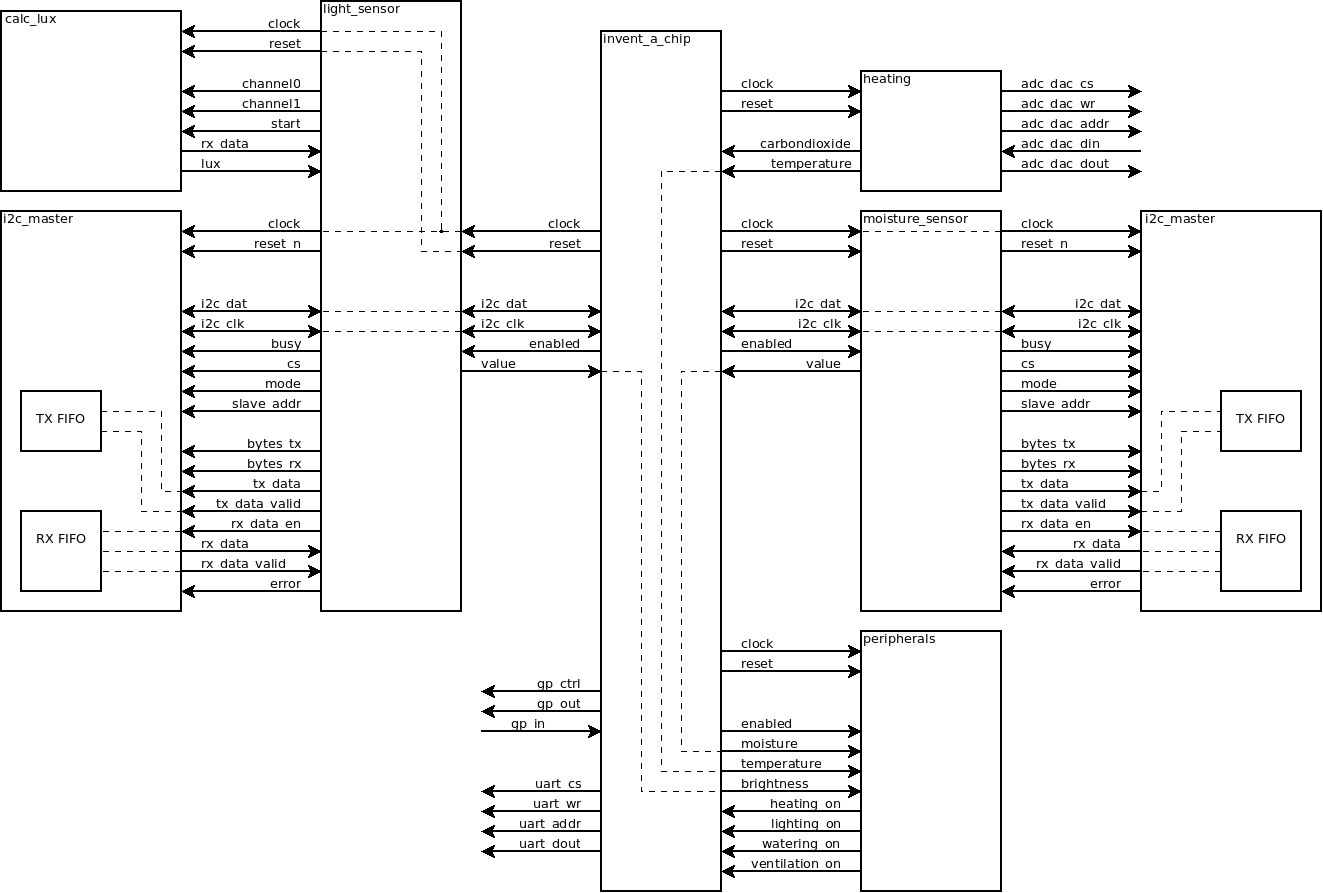 calc_lux
clock
reset
channel0
channel1
start
rx_data
lux
light_sensor
i2c_master
clock
reset_n
i2c_dat
i2c_clk
busy
cs
mode
slave_addr
bytes_tx
bytes_rx
tx_data
tx_data_valid
rx_data_en
rx_data
rx_data_valid
error
TX FIFO
RX FIFO
clock
reset
i2c_dat
i2c_clk
enabled
value
invent_a_chip
gp_ctrl
gp_out
gp_in
uart_cs
uart_wr
uart_addr
uart_dout
clock
reset
carbondioxide
temperature
heating
adc_dac_cs
adc_dac_wr
adc_dac_addr
adc_dac_din
adc_dac_dout
clock
reset
i2c_dat
i2c_clk
enabled
value
moisture_sensor
clock
reset_n
i2c_dat
i2c_clk
busy
cs
mode
slave_addr
bytes_tx
bytes_rx
tx_data
tx_data_valid
rx_data_en
rx_data
rx_data_valid
error
i2c_master
TX FIFO
RX FIFO
clock
reset
enabled
moisture
temperature
brightness
heating_on
lighting_on
watering_on
ventilation_on
peripherals